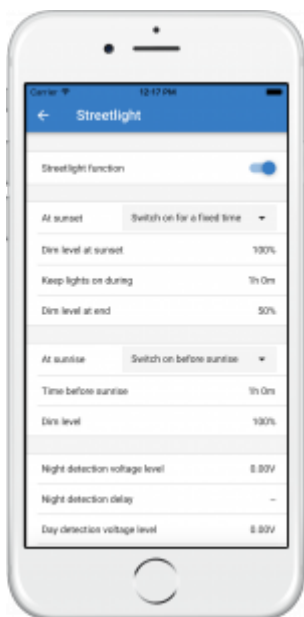 Carrier 12:17 PM
Streetlight
Streetlight function
At sunset Switch on for a fixed time
Dim level at sunset 100%
Keep lights on during 1h 0m
Dim level at end 50%
At sunrise Switch on before sunrise
Time before sunrise 1h 0m
Dim level 100%
Night detection voltage level 0.00V
Night detection delay --
Day detection voltage level 0.00V